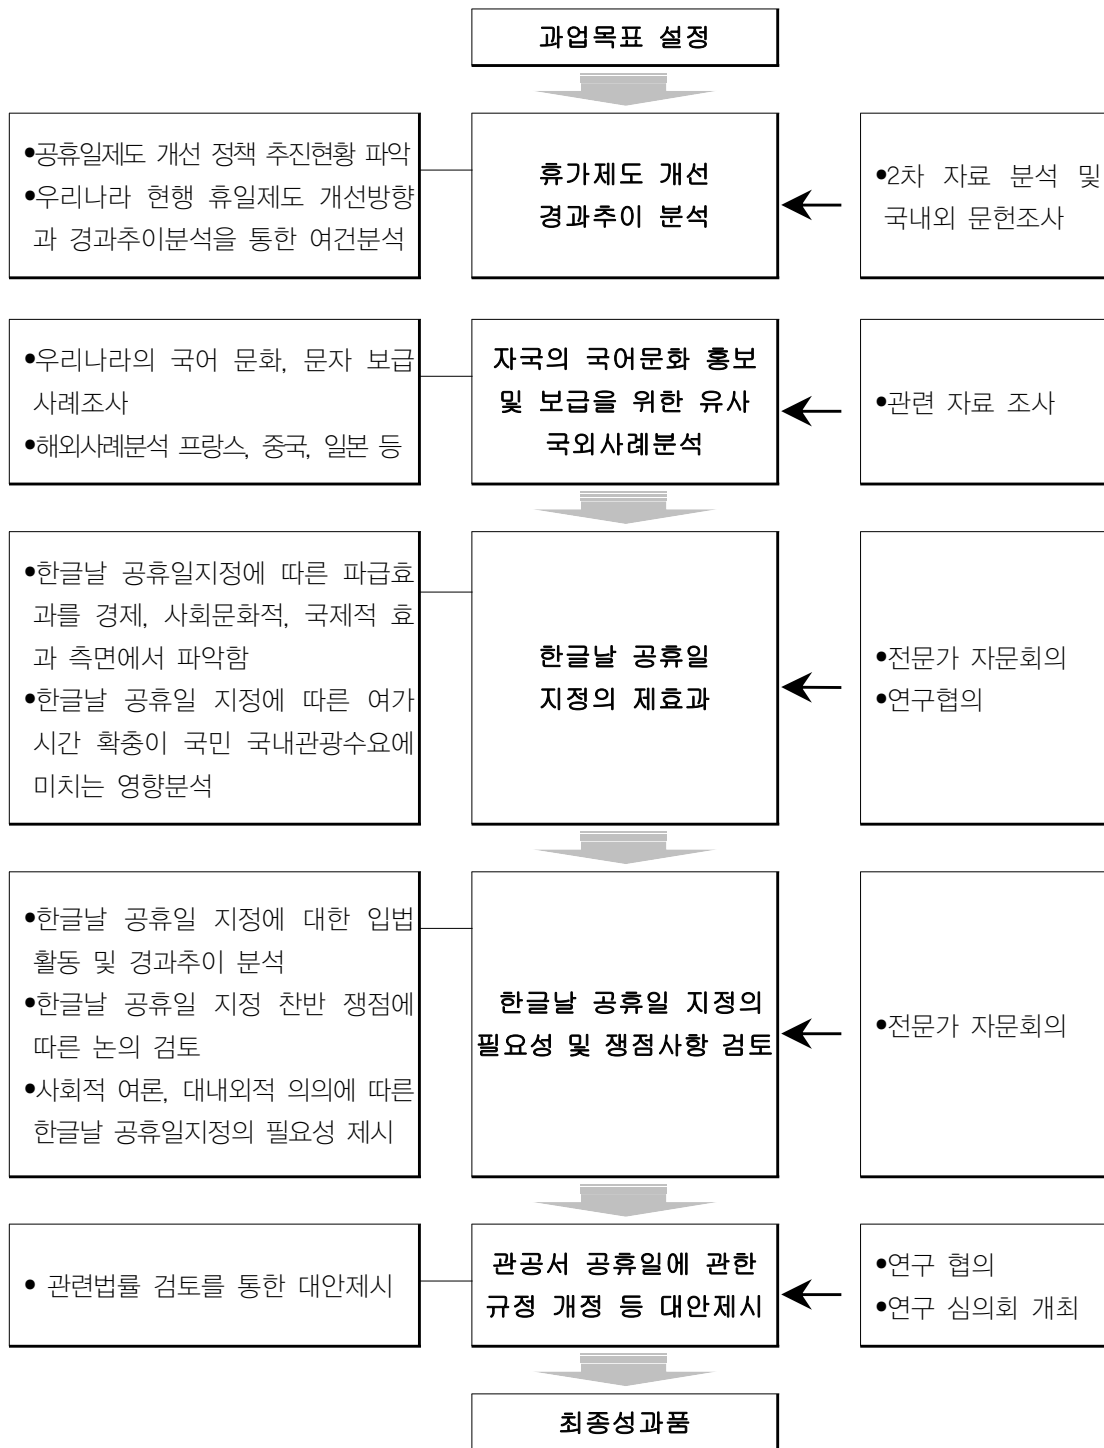 과업목표 설정
•공휴일제도 개선 정책 추진현황 파악
•우리나라 현행 휴일제도 개선방향
과 경과추이분석을 통한 여건분석
휴가제도 개선
경과추이 분석
•2차 자료 분석 및
국내외 문헌조사
•우리나라의 국어 문화, 문자 보급
사례조사
•해외사례분석 프랑스, 중국, 일본 등
자국의 국어문화 홍보
및 보급을 위한 유사
국외사례분석
•관련 자료 조사
•한글날 공휴일지정에 따른 파급효
과를 경제, 사회문화적, 국제적 효
과 측면에서 파악함
•한글날 공휴일 지정에 따른 여가
시간 확충이 국민 국내관광수요에
미치는 영향분석
한글날 공휴일
지정의 제효과
•전문가 자문회의
•연구협의
•한글날 공휴일 지정에 대한 입법
활동 및 경과추이 분석
•한글날 공휴일 지정 찬반 쟁점에
따른 논의 검토
•사회적 여론, 대내외적 의의에 따른
한글날 공휴일지정의 필요성 제시
한글날 공휴일 지정의
필요성 및 쟁점사항 검토
•전문가 자문회의
• 관련법률 검토를 통한 대안제시
관공서 공휴일에 관한
규정 개정 등 대안제시
•연구 협의
•연구 심의회 개최
최종성과품